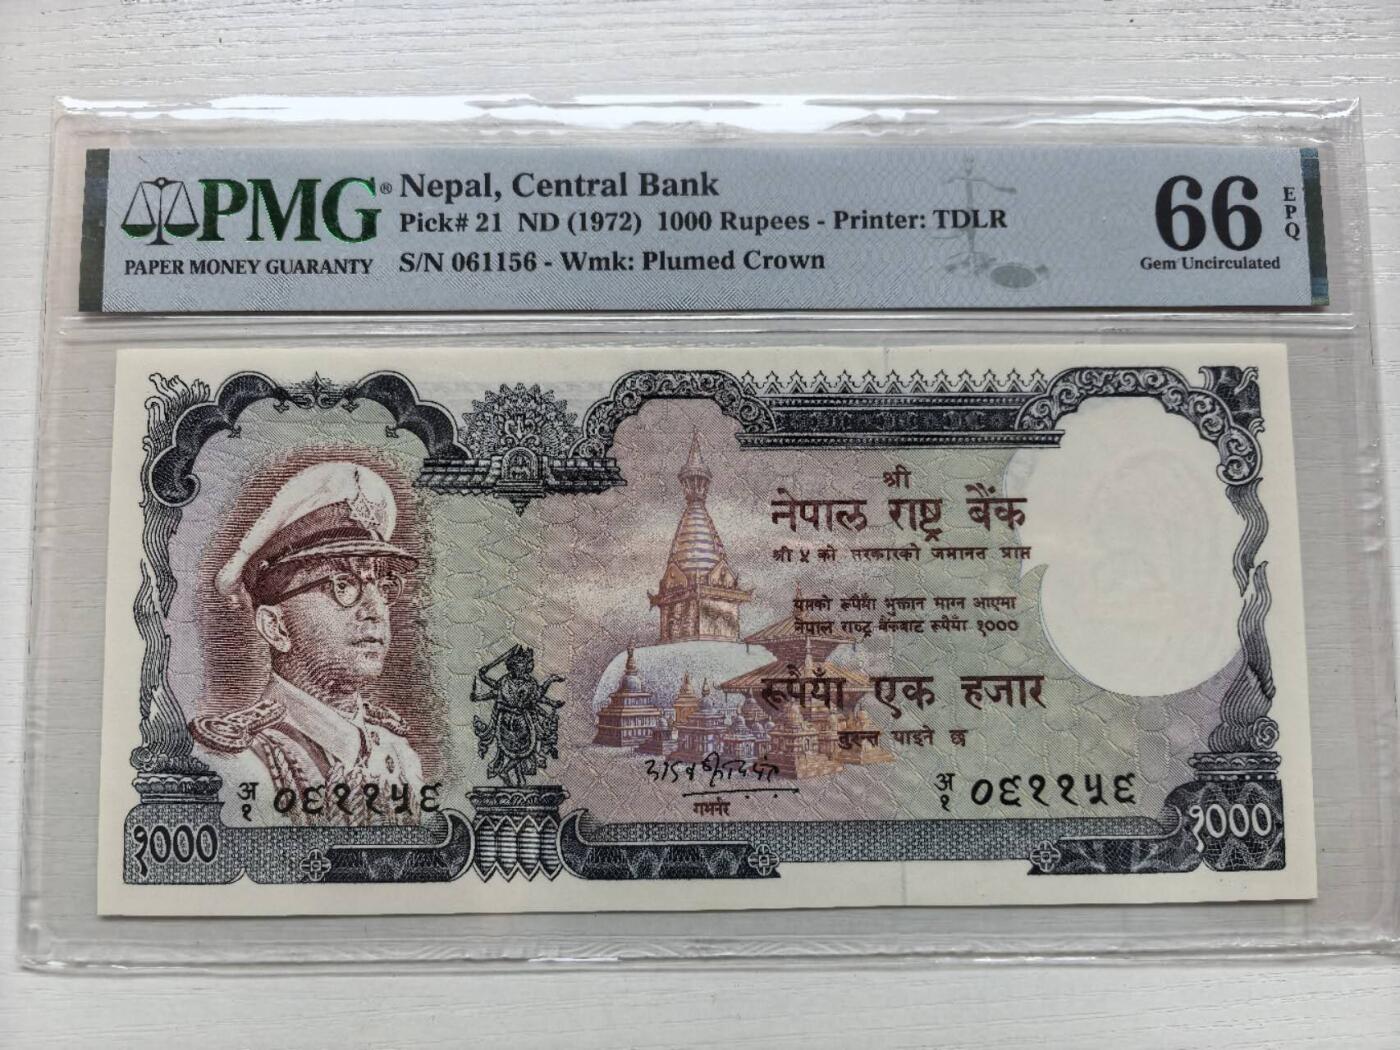 PMG®
PAPER MONEY GUARANTY
Nepal, Central Bank
Pick# 21 ND (1972) 1000 Rupees - Printer: TDLR
S/N 061156 - Wmk: Plumed Crown
66
EPQ
Gem Uncirculated
श्री
नेपाल राष्ट्र बैंक
श्री ५ को सरकारको जमानत प्राप्त
यसको रूपैयाँ भुक्तान माग्न आएमा
नेपाल राष्ट्र बैंकबाट रूपैयाँ १०००
रूपैयाँ एक हजार
तुरुन्त पाइने छ
गभर्नर
अ/१ ०६११५६
अ/१ ०६११५६
१०००
१०००